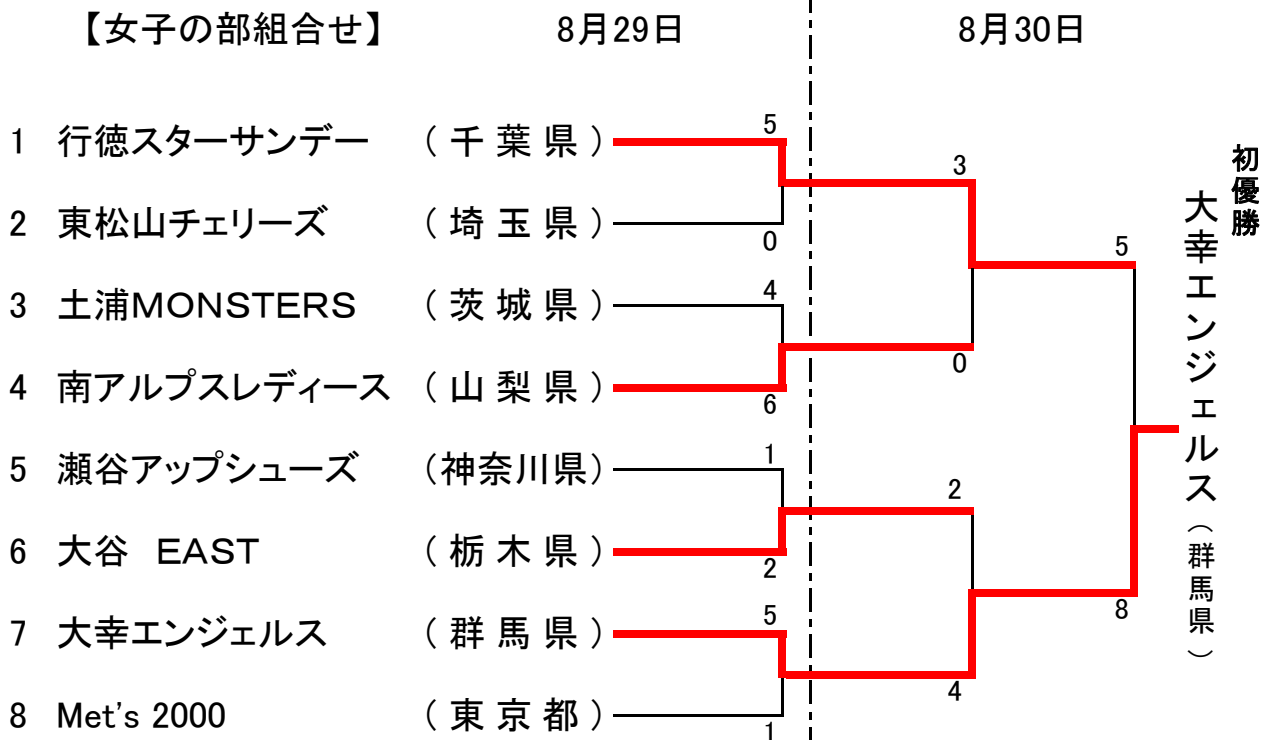 【女子の部組合せ】 8月29日 8月30日
5
1 行徳スターサンデー （千葉県）
3
初優勝
2 東松山チェリーズ （埼玉県）
0
5
大幸エンジェルス（群馬県）
4
3 土浦MONSTERS （茨城県）
0
4 南アルプスレディース （山梨県）
6
1
5 瀬谷アップシューズ （神奈川県）
2
6 大谷 EAST （栃木県）
2
5
8
7 大幸エンジェルス （群馬県）
4
8 Met's 2000 （東京都）
1